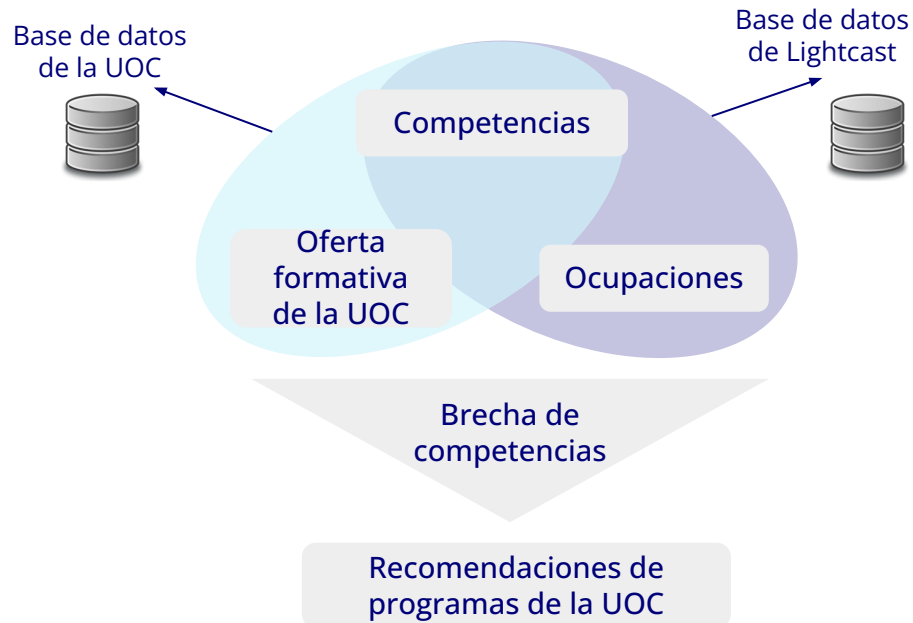 Base de datos
de la UOC
Base de datos
de Lightcast
Competencias
Oferta
formativa
de la UOC
Ocupaciones
Brecha de
competencias
Recomendaciones de
programas de la UOC